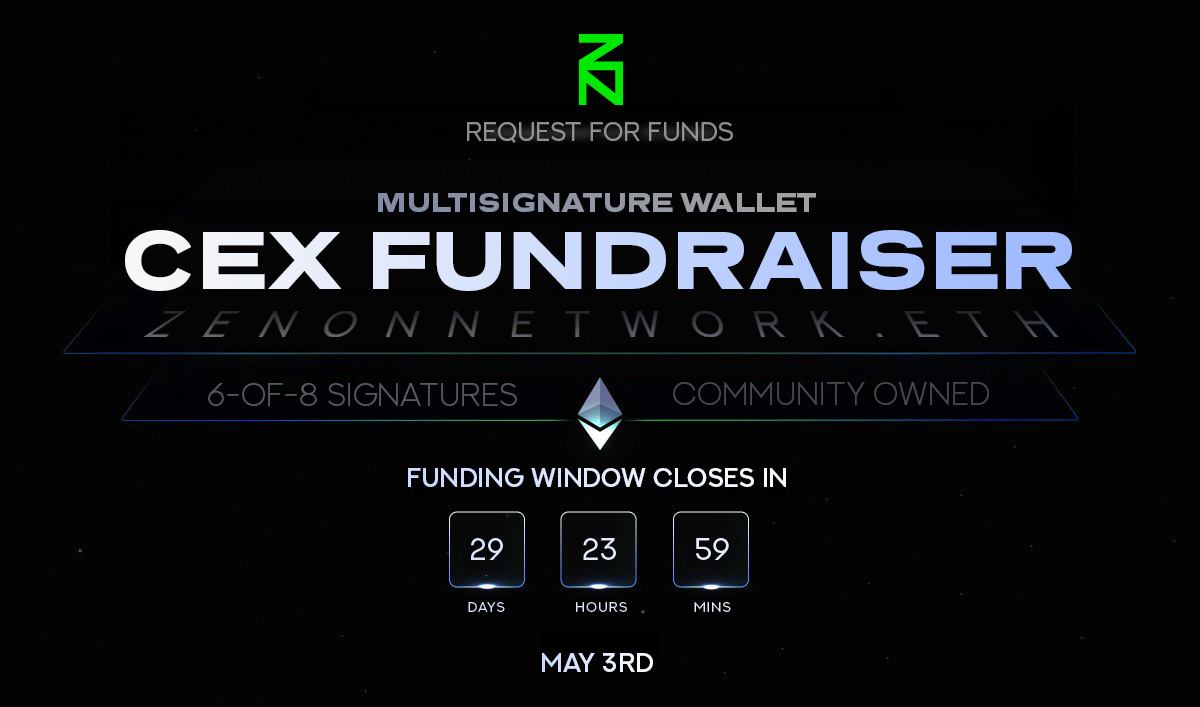 REQUEST FOR FUNDS
MULTISIGNATURE WALLET
CEX FUNDRAISER
ZENONNETWORK.ETH
6-OF-8 SIGNATURES
COMMUNITY OWNED
FUNDING WINDOW CLOSES IN
29 23 59
DAYS HOURS MINS
MAY 3RD